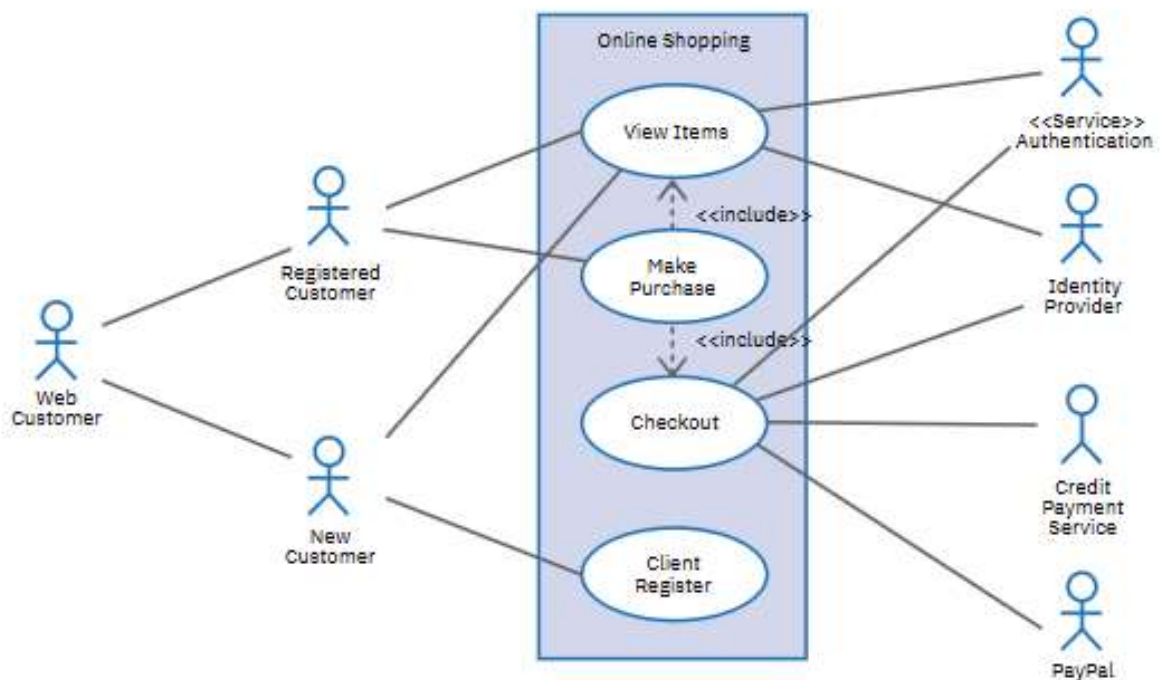 Online Shopping
View Items
<<Service>>
Authentication
<<include>>
Registered
Customer
Make
Purchase
Identity
Provider
<<include>>
Web
Customer
Checkout
Credit
Payment
Service
New
Customer
Client
Register
PayPal